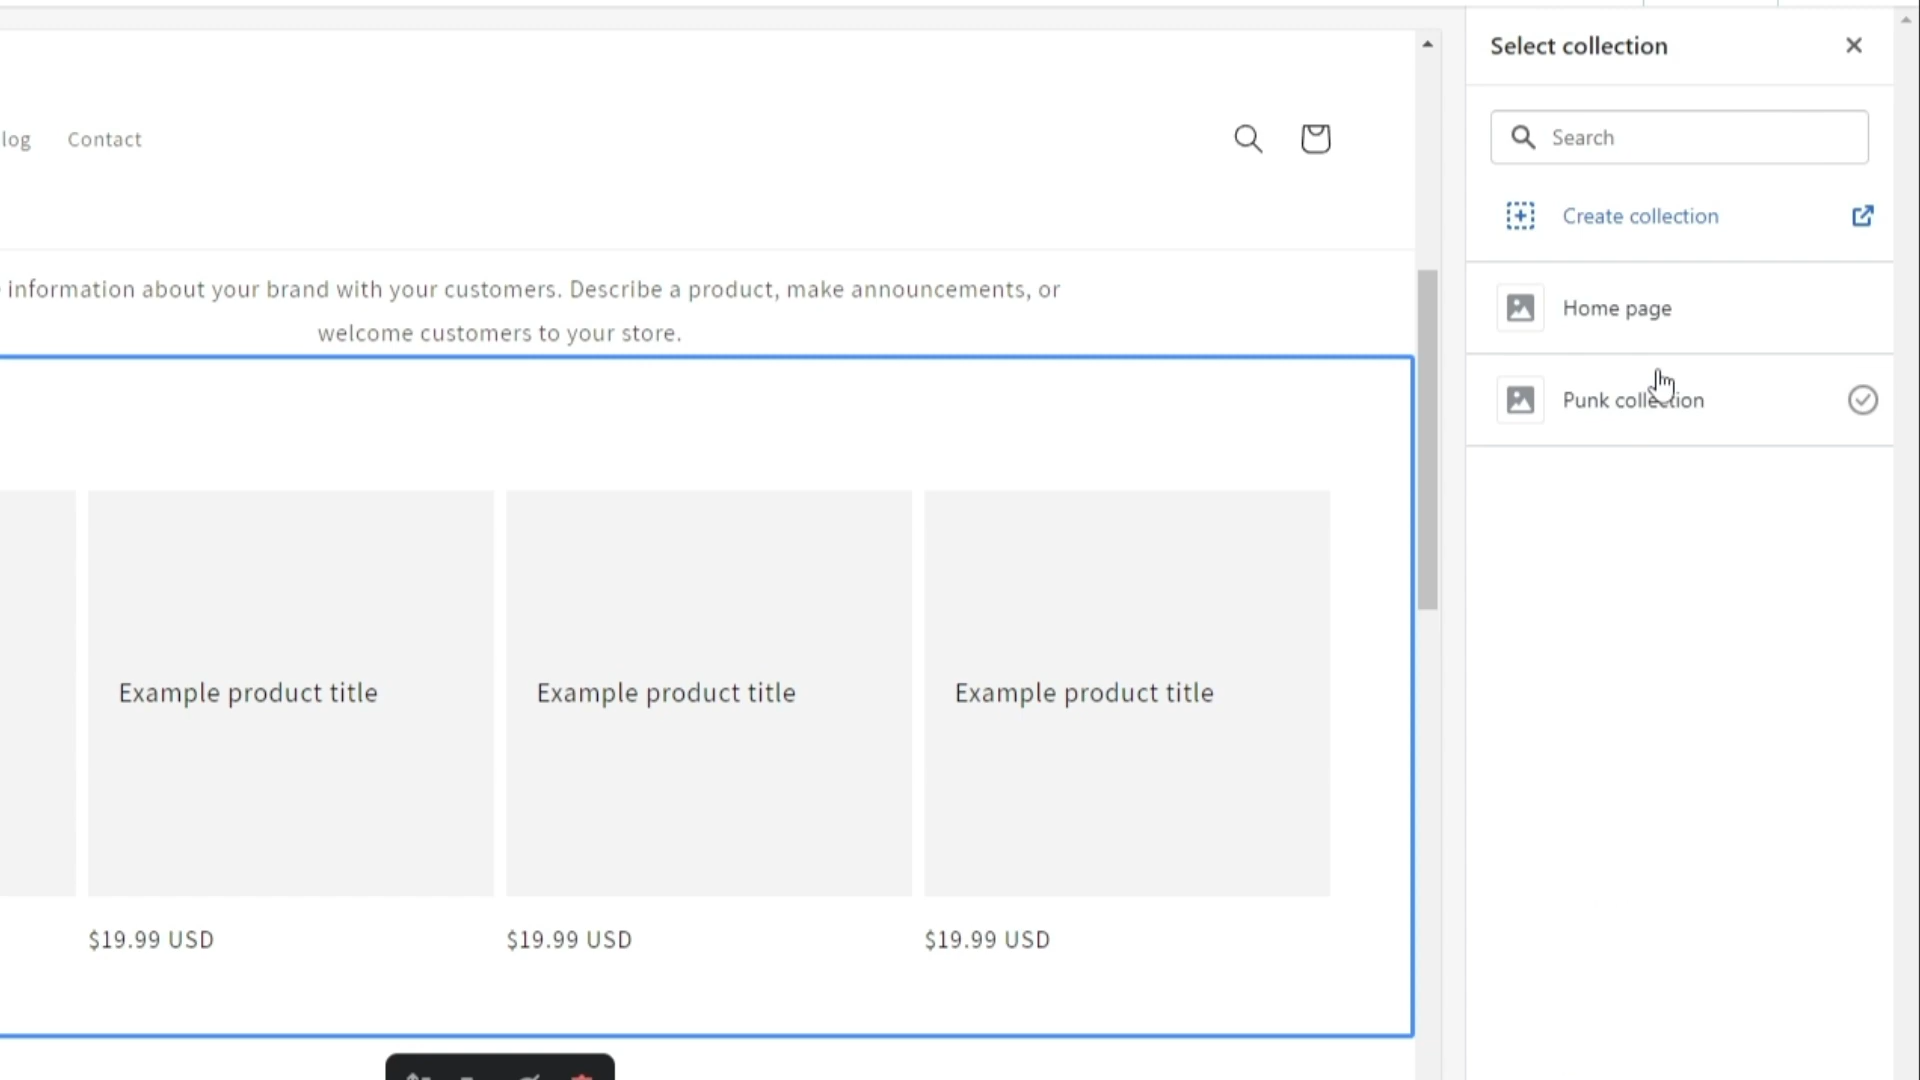 Select collection
Search
Create collection
Home page
Punk collection
log Contact
information about your brand with your customers. Describe a product, make announcements, or
welcome customers to your store.
Example product title
Example product title
Example product title
$19.99 USD
$19.99 USD
$19.99 USD